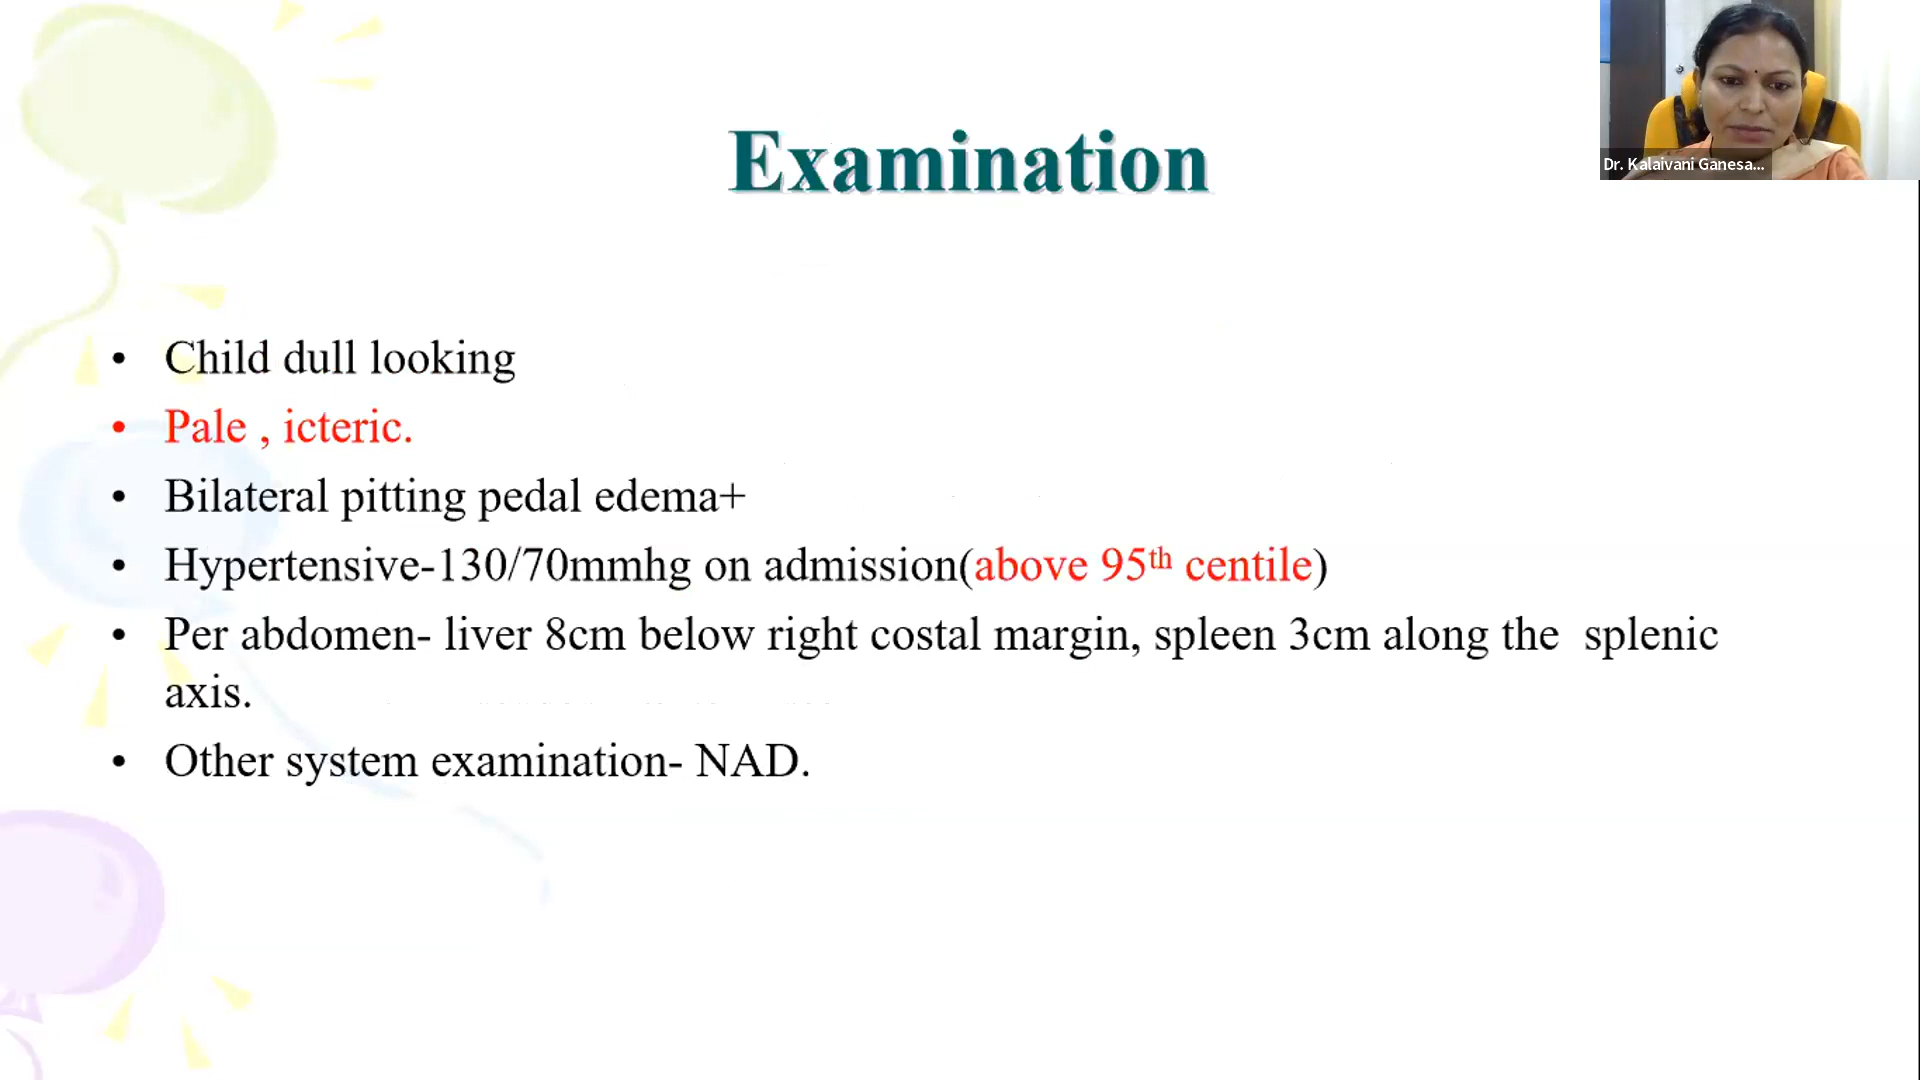 Dr. Kalaivani Ganesa...
Examination
• Child dull looking
• Pale , icteric.
• Bilateral pitting pedal edema+
• Hypertensive-130/70mmhg on admission(above 95th centile)
• Per abdomen- liver 8cm below right costal margin, spleen 3cm along the splenic
axis.
• Other system examination- NAD.